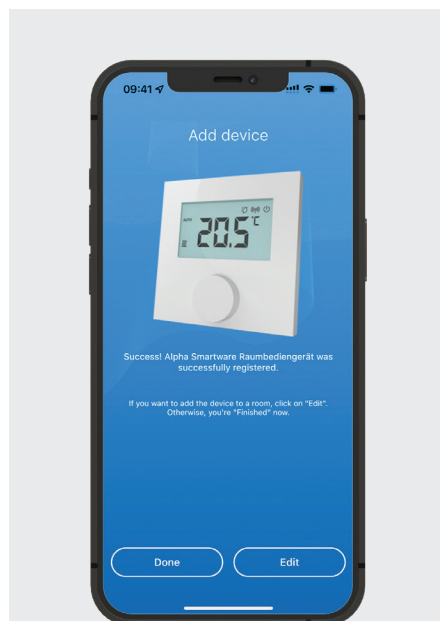 09:41
Add device
AUTO
20.5°C
Success! Alpha Smartware Raumbediengerät was
successfully registered.
If you want to add the device to a room, click on "Edit".
Otherwise, you're "Finished" now.
Done Edit